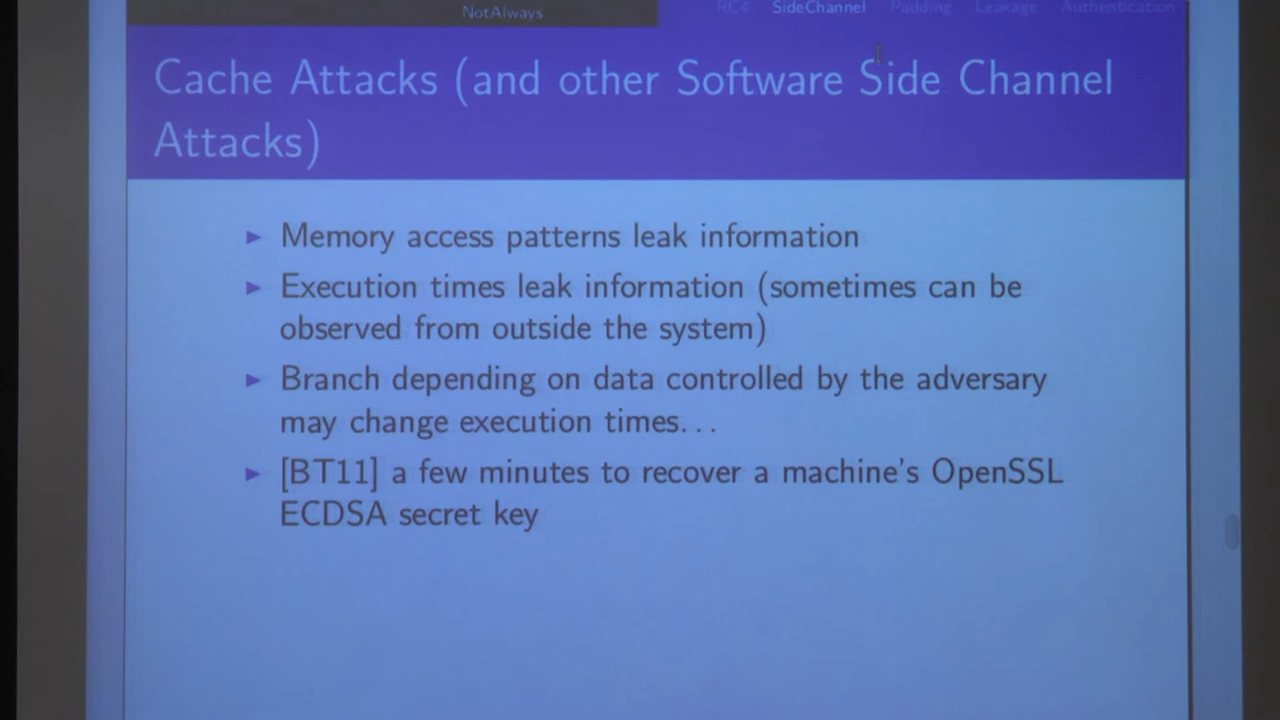 NotAlways
RC4 SideChannel Padding Leakage Authentication
Cache Attacks (and other Software Side Channel
Attacks)
Memory access patterns leak information
Execution times leak information (sometimes can be
observed from outside the system)
Branch depending on data controlled by the adversary
may change execution times...
[BT11] a few minutes to recover a machine's OpenSSL
ECDSA secret key